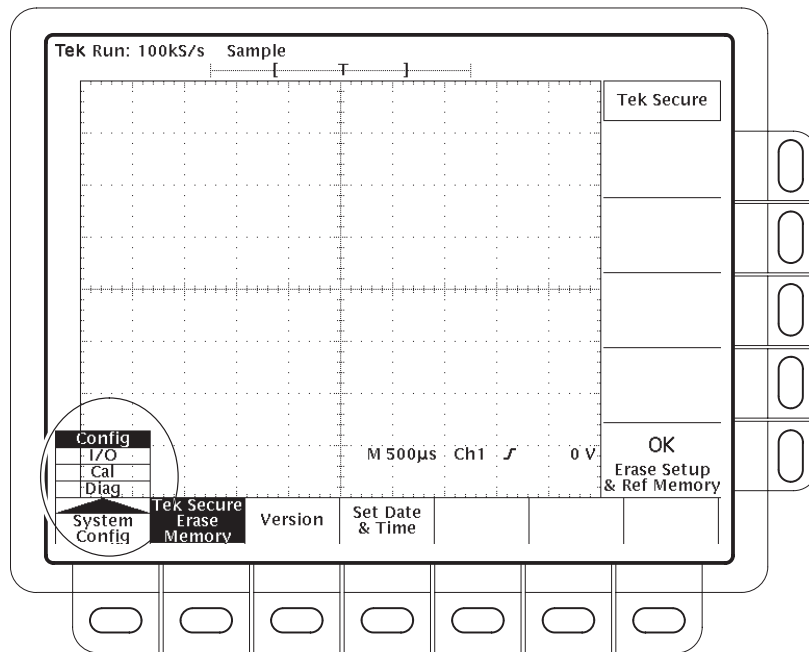 Tek Run: 100kS/s Sample
[ T ]
Tek Secure
Config
I/O
Cal
Diag
M 500µs Ch1 0 V
OK
Erase Setup
& Ref Memory
System
Config
Tek Secure
Erase
Memory
Version
Set Date
& Time